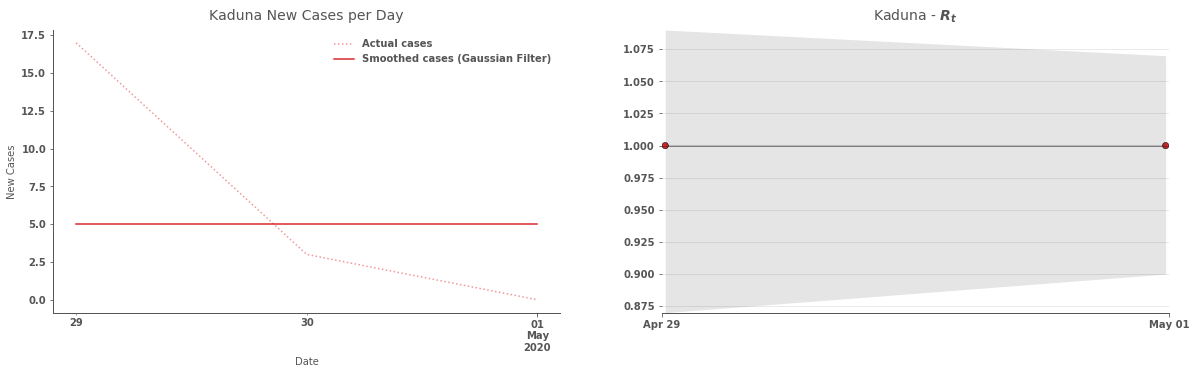 Kaduna New Cases per Day
17.5
15.0
12.5
10.0
7.5
5.0
2.5
0.0
New Cases
Actual cases
Smoothed cases (Gaussian Filter)
29
30
01
May
2020
Date
Kaduna - Rt
1.075
1.050
1.025
1.000
0.975
0.950
0.925
0.900
0.875
Apr 29
May 01